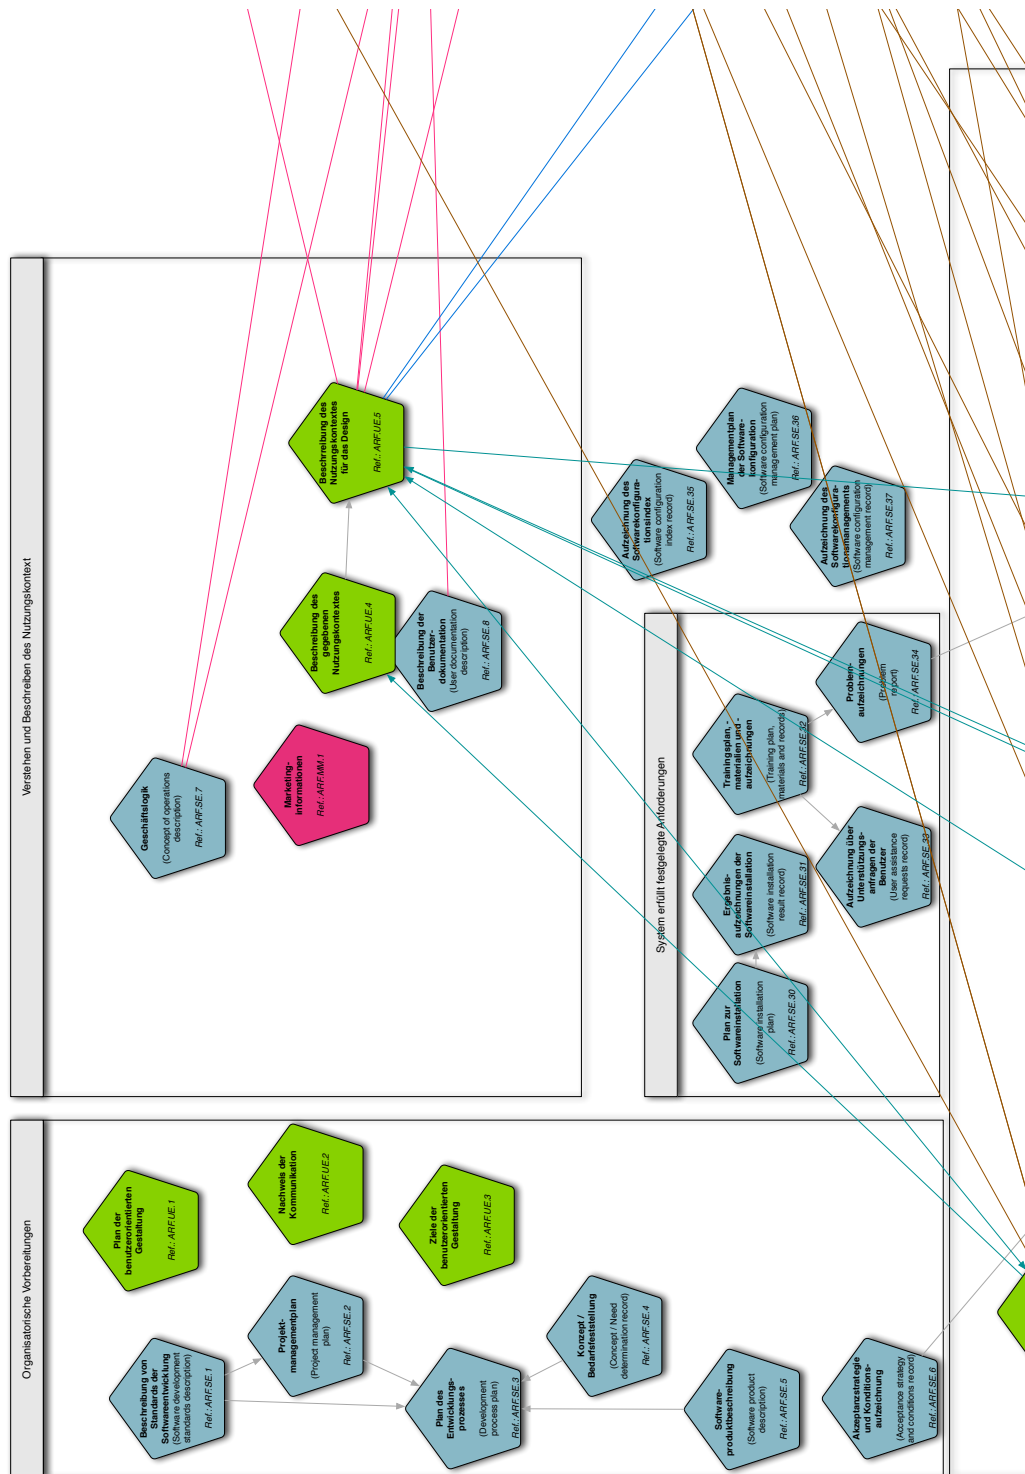 Verstehen und Beschreiben des Nutzungskontext
Geschäftslogik
(Concept of operations
description)
Ref.: ARF.SE.7
Marketing-
informationen
Ref.: ARF.MM.1
Beschreibung des
gegebenen
Nutzungskontextes
Ref.: ARF.UE.4
Beschreibung der
Benutzer-
dokumentation
(User documentation
description)
Ref.: ARF.SE.8
Beschrreibung des
Nutzungskontextes
für das Design
Ref.: ARF.UE.5
Organisatorische Vorbereitungen
Beschreibung von
Standards der
Softwareentwicklung
(Software development
standards description)
Ref.:ARF.SE.1
Plan der
benutzerorientierten
Gestaltung
Ref.: ARF.UE.1
Projekt-
managementplan
(Project management
plan)
Ref.: ARF.SE.2
Nachweis der
Kommunikation
Ref.:ARF.UE.2
Plan des
Entwicklungs-
prozesses
(Development
process plan)
Ref.:ARF.SE.3
Ziele der
benutzerorientierten
Gestaltung
Ref.:ARF.UE.3
Konzept /
Bedarfsfeststellung
(Concept / Need
determination record)
Ref.: ARF.SE.4
Software-
produktbeschreibung
(Software product
description)
Ref.: ARF.SE.5
Akzeptanzstrategie
und Konditions-
aufzeichnung
(Acceptance strategy
and conditions record)
Ref.: ARF.SE.6
System erfüllt festgelegte Anforderungen
Plan zur
Softwareinstallation
(Software installation
plan)
Ref.:ARF.SE.30
Ergebnis-
aufzeichnungen der
Softwareinstallation
(Software installation
result record)
Ref.: ARF.SE.31
Trainingsplan, -
materialien und -
aufzeichnungen
(Training plan,
materials and records)
Ref.:ARF.SE.32
Aufzeichnung über
Unterstützungs-
anfragen der
Benutzer
(User assistance
requests record)
Ref.: ARF.SE.33
Problem-
aufzeichnungen
(Problem
report)
Ref.: ARF.SE.34
Aufzeichnung des
Softwarekonfigura-
tionsindex
(Software configuration
index record)
Ref.: ARF.SE.35
Managementplan
der Software-
konfiguration
(Software configuration
management plan)
Ref.: ARF.SE.36
Aufzeichnung des
Softwarekonfigura-
tionsmanagements
(Software configuration
management record)
Ref.: ARF.SE.37